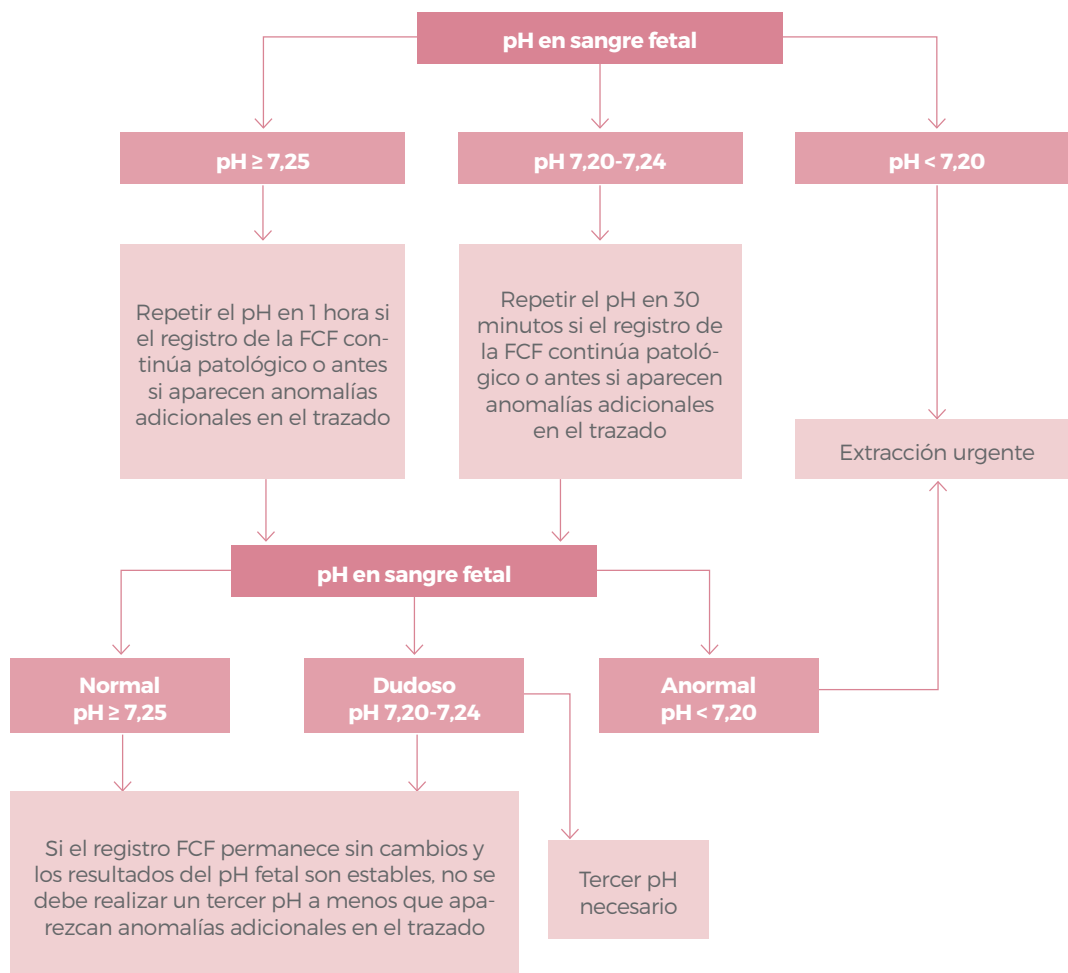 pH en sangre fetal
pH ≥ 7,25
pH 7,20-7,24
pH < 7,20
Repetir el pH en 1 hora si
el registro de la FCF con-
tinúa patológico o antes
si aparecen anomalías
adicionales en el trazado
Repetir el pH en 30
minutos si el registro de
la FCF continúa patoló-
gico o antes si aparecen
anomalías adicionales
en el trazado
Extracción urgente
pH en sangre fetal
Normal
pH ≥ 7,25
Dudoso
pH 7,20-7,24
Anormal
pH < 7,20
Si el registro FCF permanece sin cambios y
los resultados del pH fetal son estables, no se
debe realizar un tercer pH a menos que apa-
rezcan anomalías adicionales en el trazado
Tercer pH
necesario